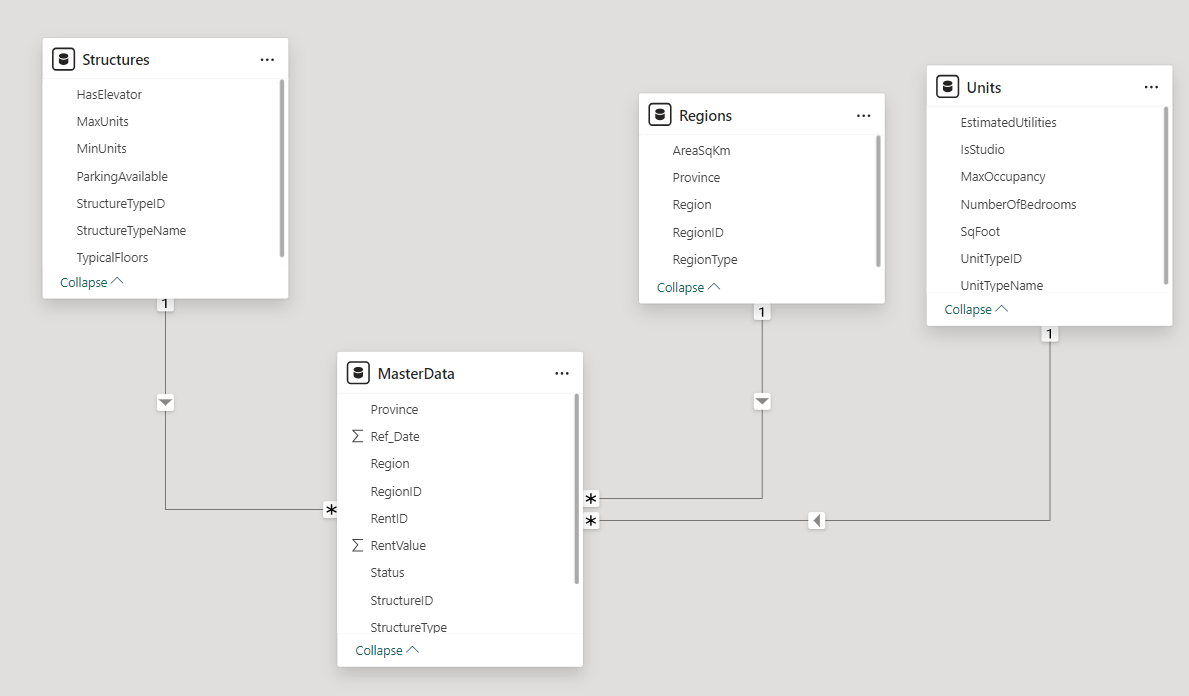 Structures
HasElevator
MaxUnits
MinUnits
ParkingAvailable
StructureTypeID
StructureTypeName
TypicalFloors
Collapse
1
Regions
AreaSqKm
Province
Region
RegionID
RegionType
Collapse
1
Units
EstimatedUtilities
IsStudio
MaxOccupancy
NumberOfBedrooms
SqFoot
UnitTypeID
UnitTypeName
Collapse
1
MasterData
Province
Σ Ref_Date
Region
RegionID
RentID
Σ RentValue
Status
StructureID
StructureType
Collapse
*
*
*